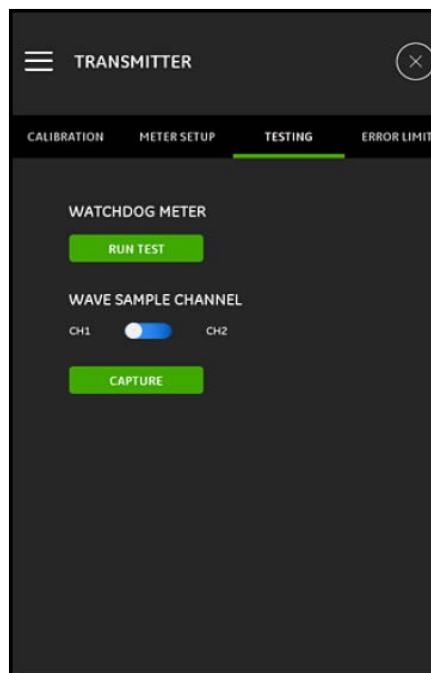 TRANSMITTER
CALIBRATION METER SETUP TESTING ERROR LIMIT
WATCHDOG METER
RUN TEST
WAVE SAMPLE CHANNEL
CH1 CH2
CAPTURE